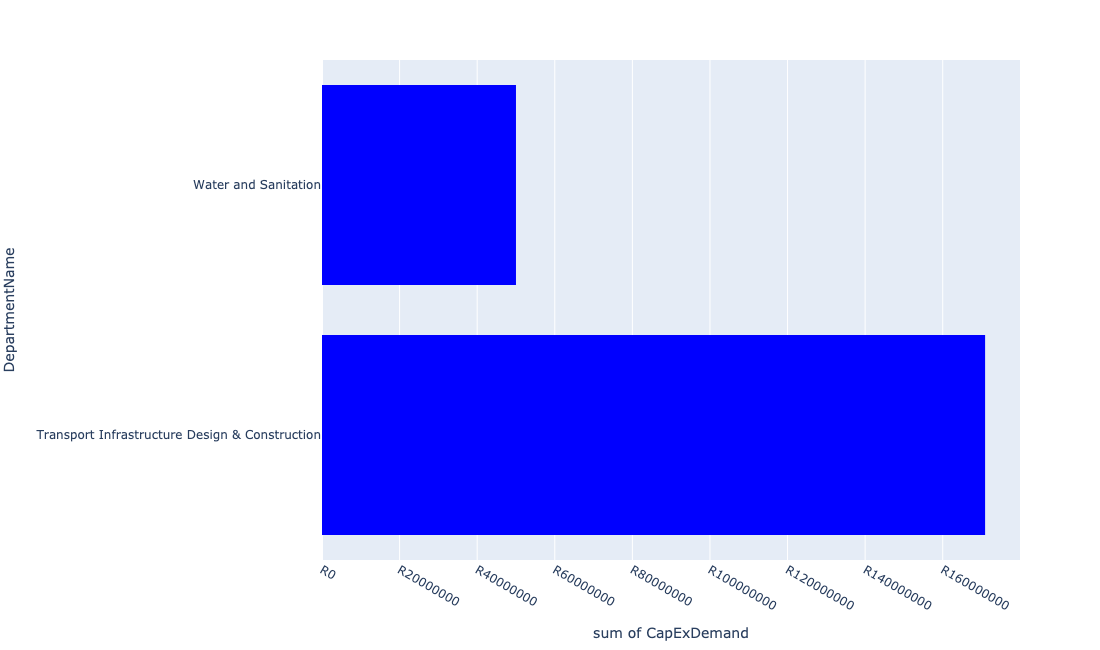 DepartmentName
Water and Sanitation
Transport Infrastructure Design & Construction
R0
R20000000
R40000000
R60000000
R80000000
R100000000
R120000000
R140000000
R160000000
sum of CapExDemand